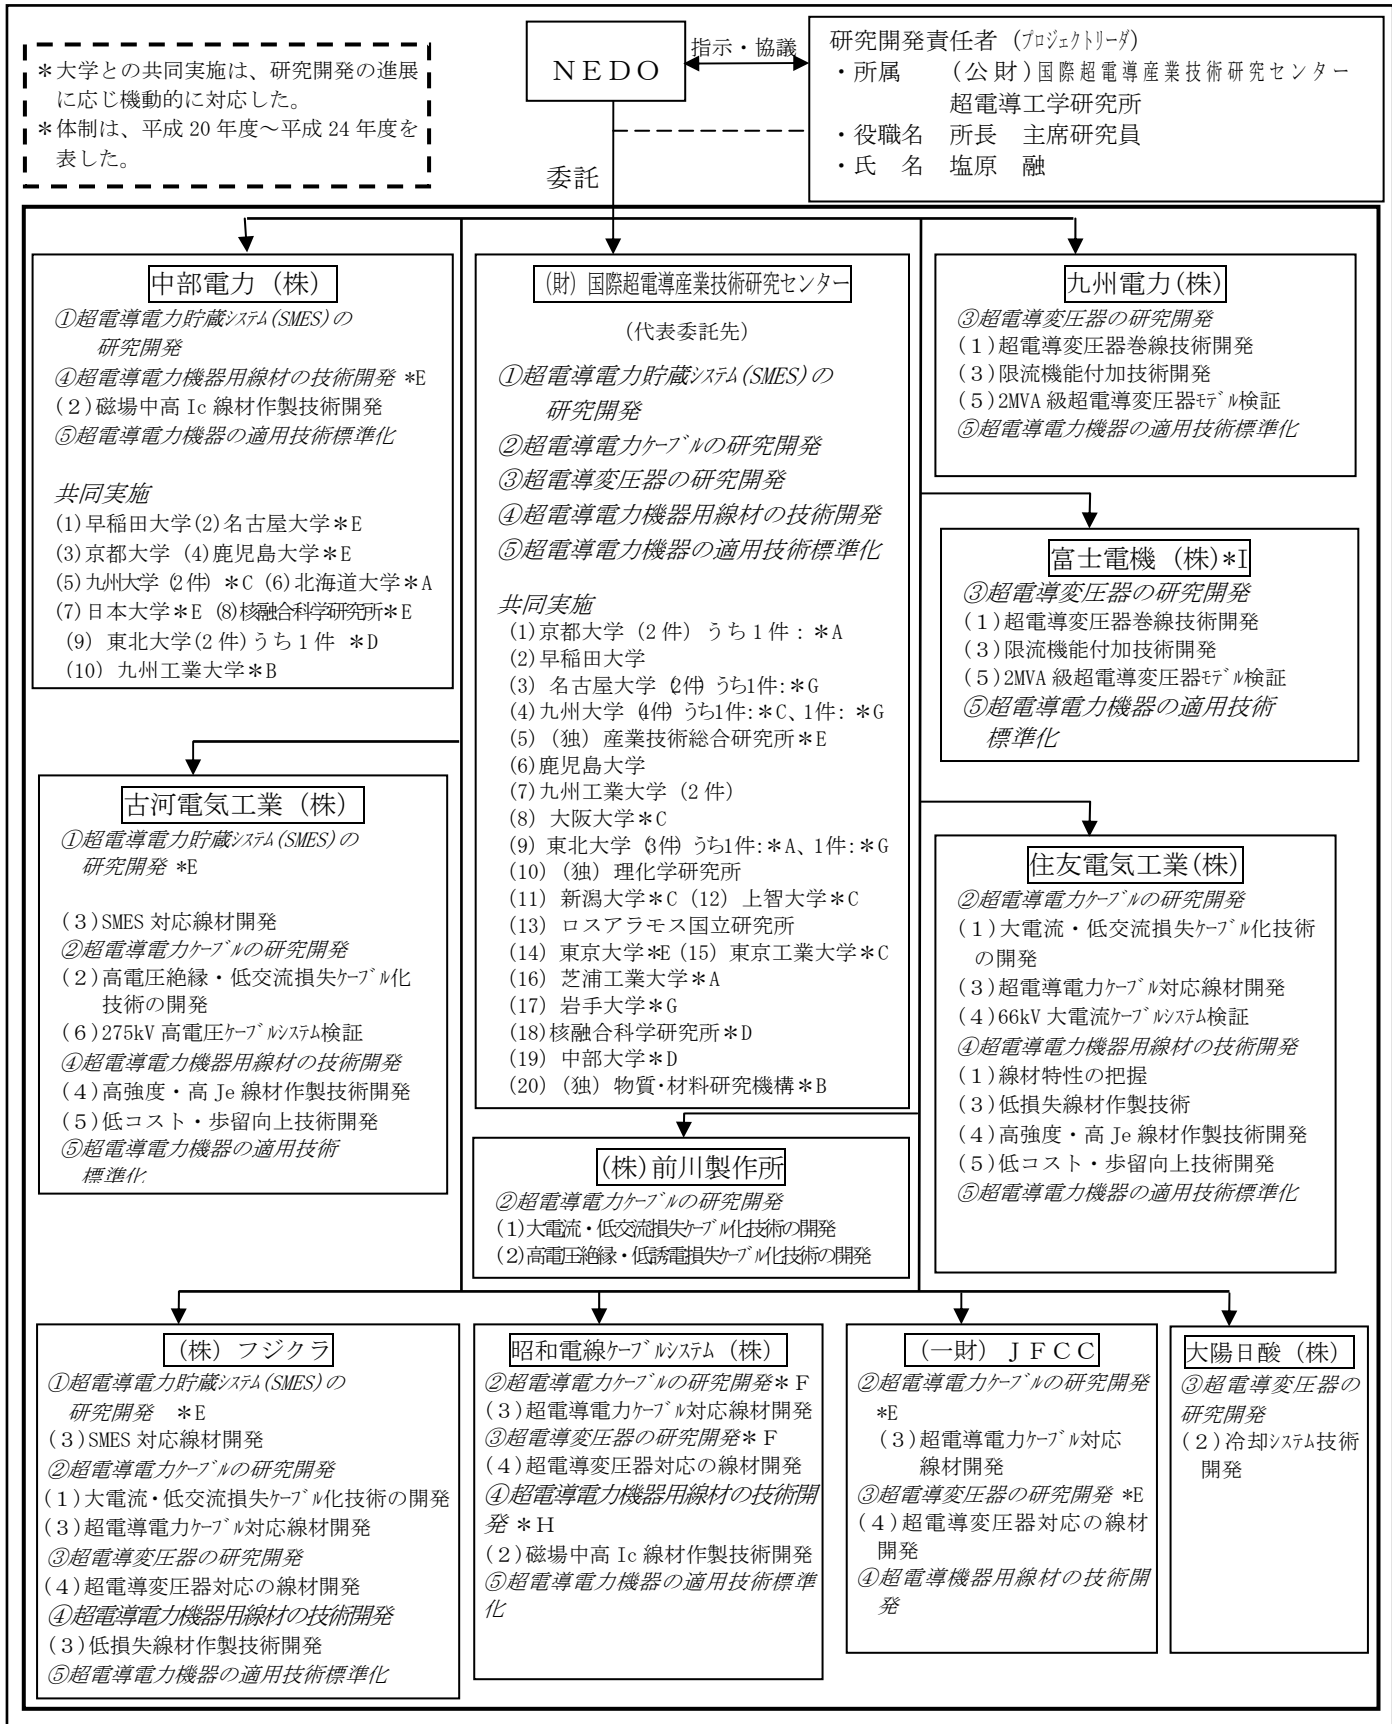 ＊大学との共同実施は、研究開発の進展
に応じ機動的に対応した。
＊体制は、平成 20 年度～平成 24 年度を
表した。
ＮＥＤＯ
指示・協議
研究開発責任者（プロジェクトリーダ）
・所属　（公財）国際超電導産業技術研究センター
超電導工学研究所
・役職名　所長　主席研究員
・氏　名　塩原　融
委託
中部電力（株）
①超電導電力貯蔵システム(SMES)の
研究開発
④超電導電力機器用線材の技術開発 *E
（２）磁場中高 Ic 線材作製技術開発
⑤超電導電力機器の適用技術標準化
共同実施
(1)早稲田大学(2)名古屋大学＊E
(3)京都大学 (4)鹿児島大学＊E
(5)九州大学（2件）＊C (6)北海道大学＊A
(7)日本大学＊E (8)核融合科学研究所＊E
(9) 東北大学(2 件)うち 1 件 ＊D
(10) 九州工業大学＊B
（財）国際超電導産業技術研究センター
（代表委託先）
①超電導電力貯蔵システム(SMES)の
研究開発
②超電導電力ケーブルの研究開発
③超電導変圧器の研究開発
④超電導電力機器用線材の技術開発
⑤超電導電力機器の適用技術標準化
共同実施
(1)京都大学（2 件）うち 1 件：＊A
(2)早稲田大学
(3) 名古屋大学（2件）うち1件:＊G
(4)九州大学（4件）うち1件:＊C、1件: ＊G
(5)（独）産業技術総合研究所＊E
(6)鹿児島大学
(7)九州工業大学（2 件）
(8) 大阪大学＊C
(9) 東北大学（3件）うち1件:＊A、1件:＊G
(10)（独）理化学研究所
(11) 新潟大学＊C (12) 上智大学＊C
(13) ロスアラモス国立研究所
(14) 東京大学＊E (15) 東京工業大学＊C
(16) 芝浦工業大学＊A
(17) 岩手大学＊G
(18)核融合科学研究所＊D
(19) 中部大学＊D
(20)（独）物質・材料研究機構＊B
九州電力(株)
③超電導変圧器の研究開発
（１）超電導変圧器巻線技術開発
（３）限流機能付加技術開発
（５）2MVA 級超電導変圧器モデル検証
⑤超電導電力機器の適用技術標準化
富士電機（株）*I
③超電導変圧器の研究開発
（１）超電導変圧器巻線技術開発
（３）限流機能付加技術開発
（５）2MVA 級超電導変圧器モデル検証
⑤超電導電力機器の適用技術
標準化
古河電気工業（株）
①超電導電力貯蔵システム(SMES)の
研究開発 *E
（３）SMES 対応線材開発
②超電導電力ケーブルの研究開発
（２）高電圧絶縁・低交流損失ケーブル化
技術の開発
（６）275kV 高電圧ケーブルシステム検証
④超電導電力機器用線材の技術開発
（４）高強度・高 Je 線材作製技術開発
（５）低コスト・歩留向上技術開発
⑤超電導電力機器の適用技術
標準化
住友電気工業(株)
②超電導電力ケーブルの研究開発
（１）大電流・低交流損失ケーブル化技術
の開発
（３）超電導電力ケーブル対応線材開発
（４）66kV 大電流ケーブルシステム検証
④超電導電力機器用線材の技術開発
（１）線材特性の把握
（３）低損失線材作製技術
（４）高強度・高 Je 線材作製技術開発
（５）低コスト・歩留向上技術開発
⑤超電導電力機器の適用技術標準化
(株)前川製作所
②超電導電力ケーブルの研究開発
（１）大電流・低交流損失ケーブル化技術の開発
（２）高電圧絶縁・低誘電損失ケーブル化技術の開発
（株）フジクラ
①超電導電力貯蔵システム(SMES)の
研究開発　＊E
（３）SMES 対応線材開発
②超電導電力ケーブルの研究開発
（１）大電流・低交流損失ケーブル化技術の開発
（３）超電導電力ケーブル対応線材開発
③超電導変圧器の研究開発
（４）超電導変圧器対応の線材開発
④超電導電力機器用線材の技術開発
（３）低損失線材作製技術開発
⑤超電導電力機器の適用技術標準化
昭和電線ケーブルシステム（株）
②超電導電力ケーブルの研究開発＊Ｆ
（３）超電導電力ケーブル対応線材開発
③超電導変圧器の研究開発＊Ｆ
（４）超電導変圧器対応の線材開発
④超電導電力機器用線材の技術開
発 ＊Ｈ
（２）磁場中高 Ic 線材作製技術開発
⑤超電導電力機器の適用技術標準
化
（一財）ＪＦＣＣ
②超電導電力ケーブルの研究開発
*E
（３）超電導電力ケーブル対応
線材開発
③超電導変圧器の研究開発 *E
（４）超電導変圧器対応の線材
開発
④超電導機器用線材の技術開
発
大陽日酸（株）
③超電導変圧器の
研究開発
（２）冷却システム技術
開発